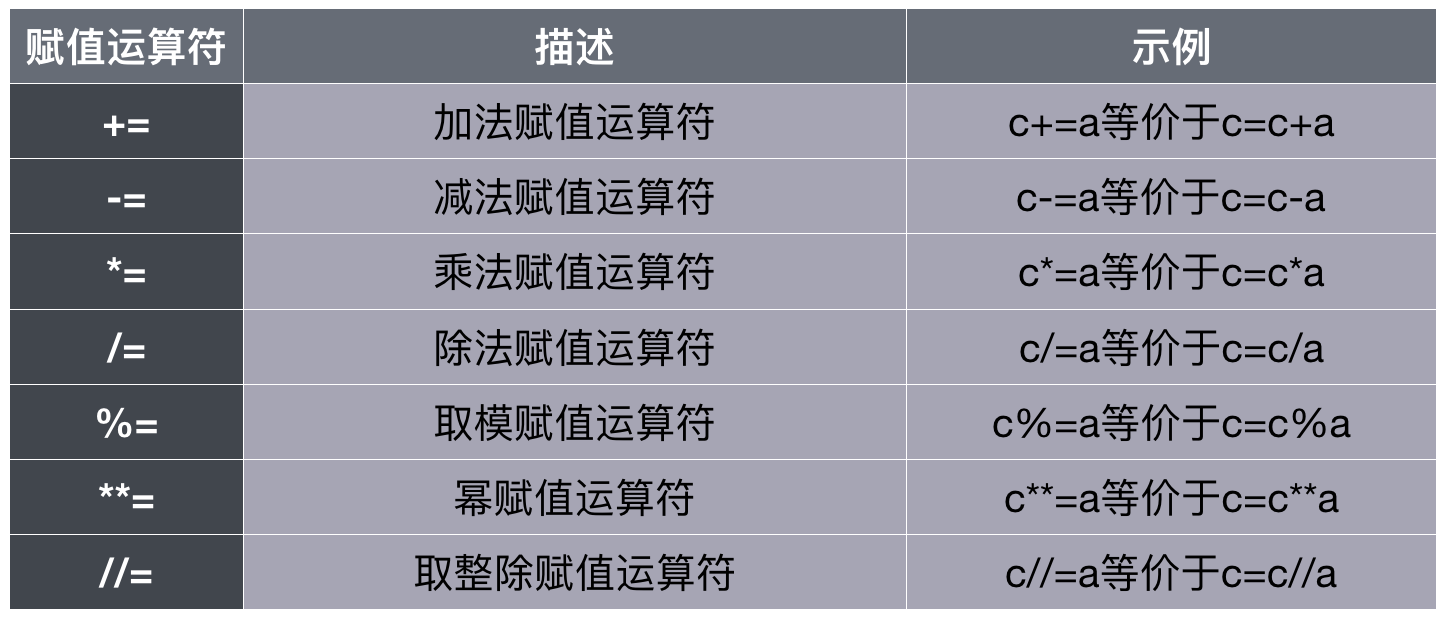 赋值运算符 描述 示例
+= 加法赋值运算符 c+=a等价于c=c+a
-= 减法赋值运算符 c-=a等价于c=c-a
*= 乘法赋值运算符 c*=a等价于c=c*a
/= 除法赋值运算符 c/=a等价于c=c/a
%= 取模赋值运算符 c%=a等价于c=c%a
**= 幂赋值运算符 c**=a等价于c=c**a
//= 取整除赋值运算符 c//=a等价于c=c//a